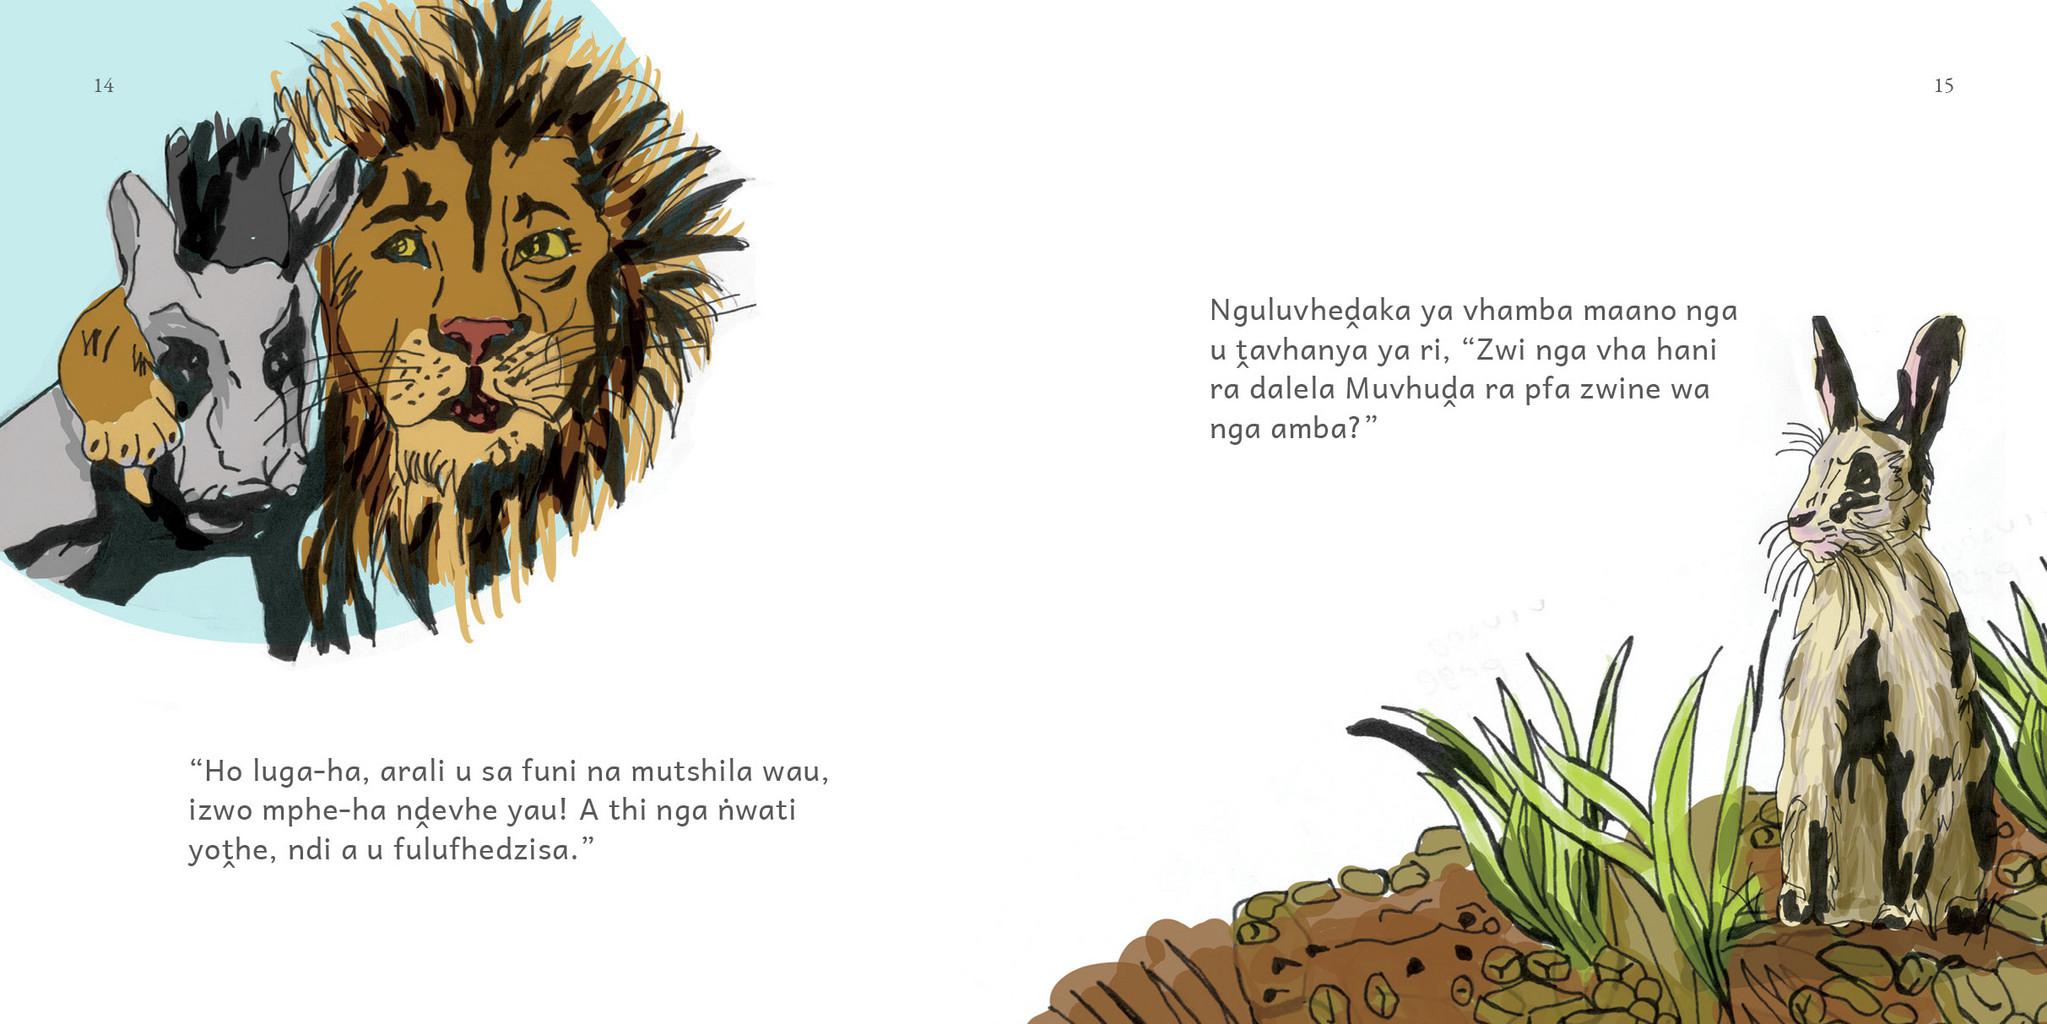 14
“Ho luga-ha, arali u sa funi na mutshila wau,
izwo mphe-ha nḓevhe yau! A thi nga ṅwati
yoṱhe, ndi a u fulufhedzisa.”
15
Nguluvheḓaka ya vhamba maano nga
u ṱavhanya ya ri, “Zwi nga vha hani
ra dalela Muvhuḓa ra pfa zwine wa
nga amba?”